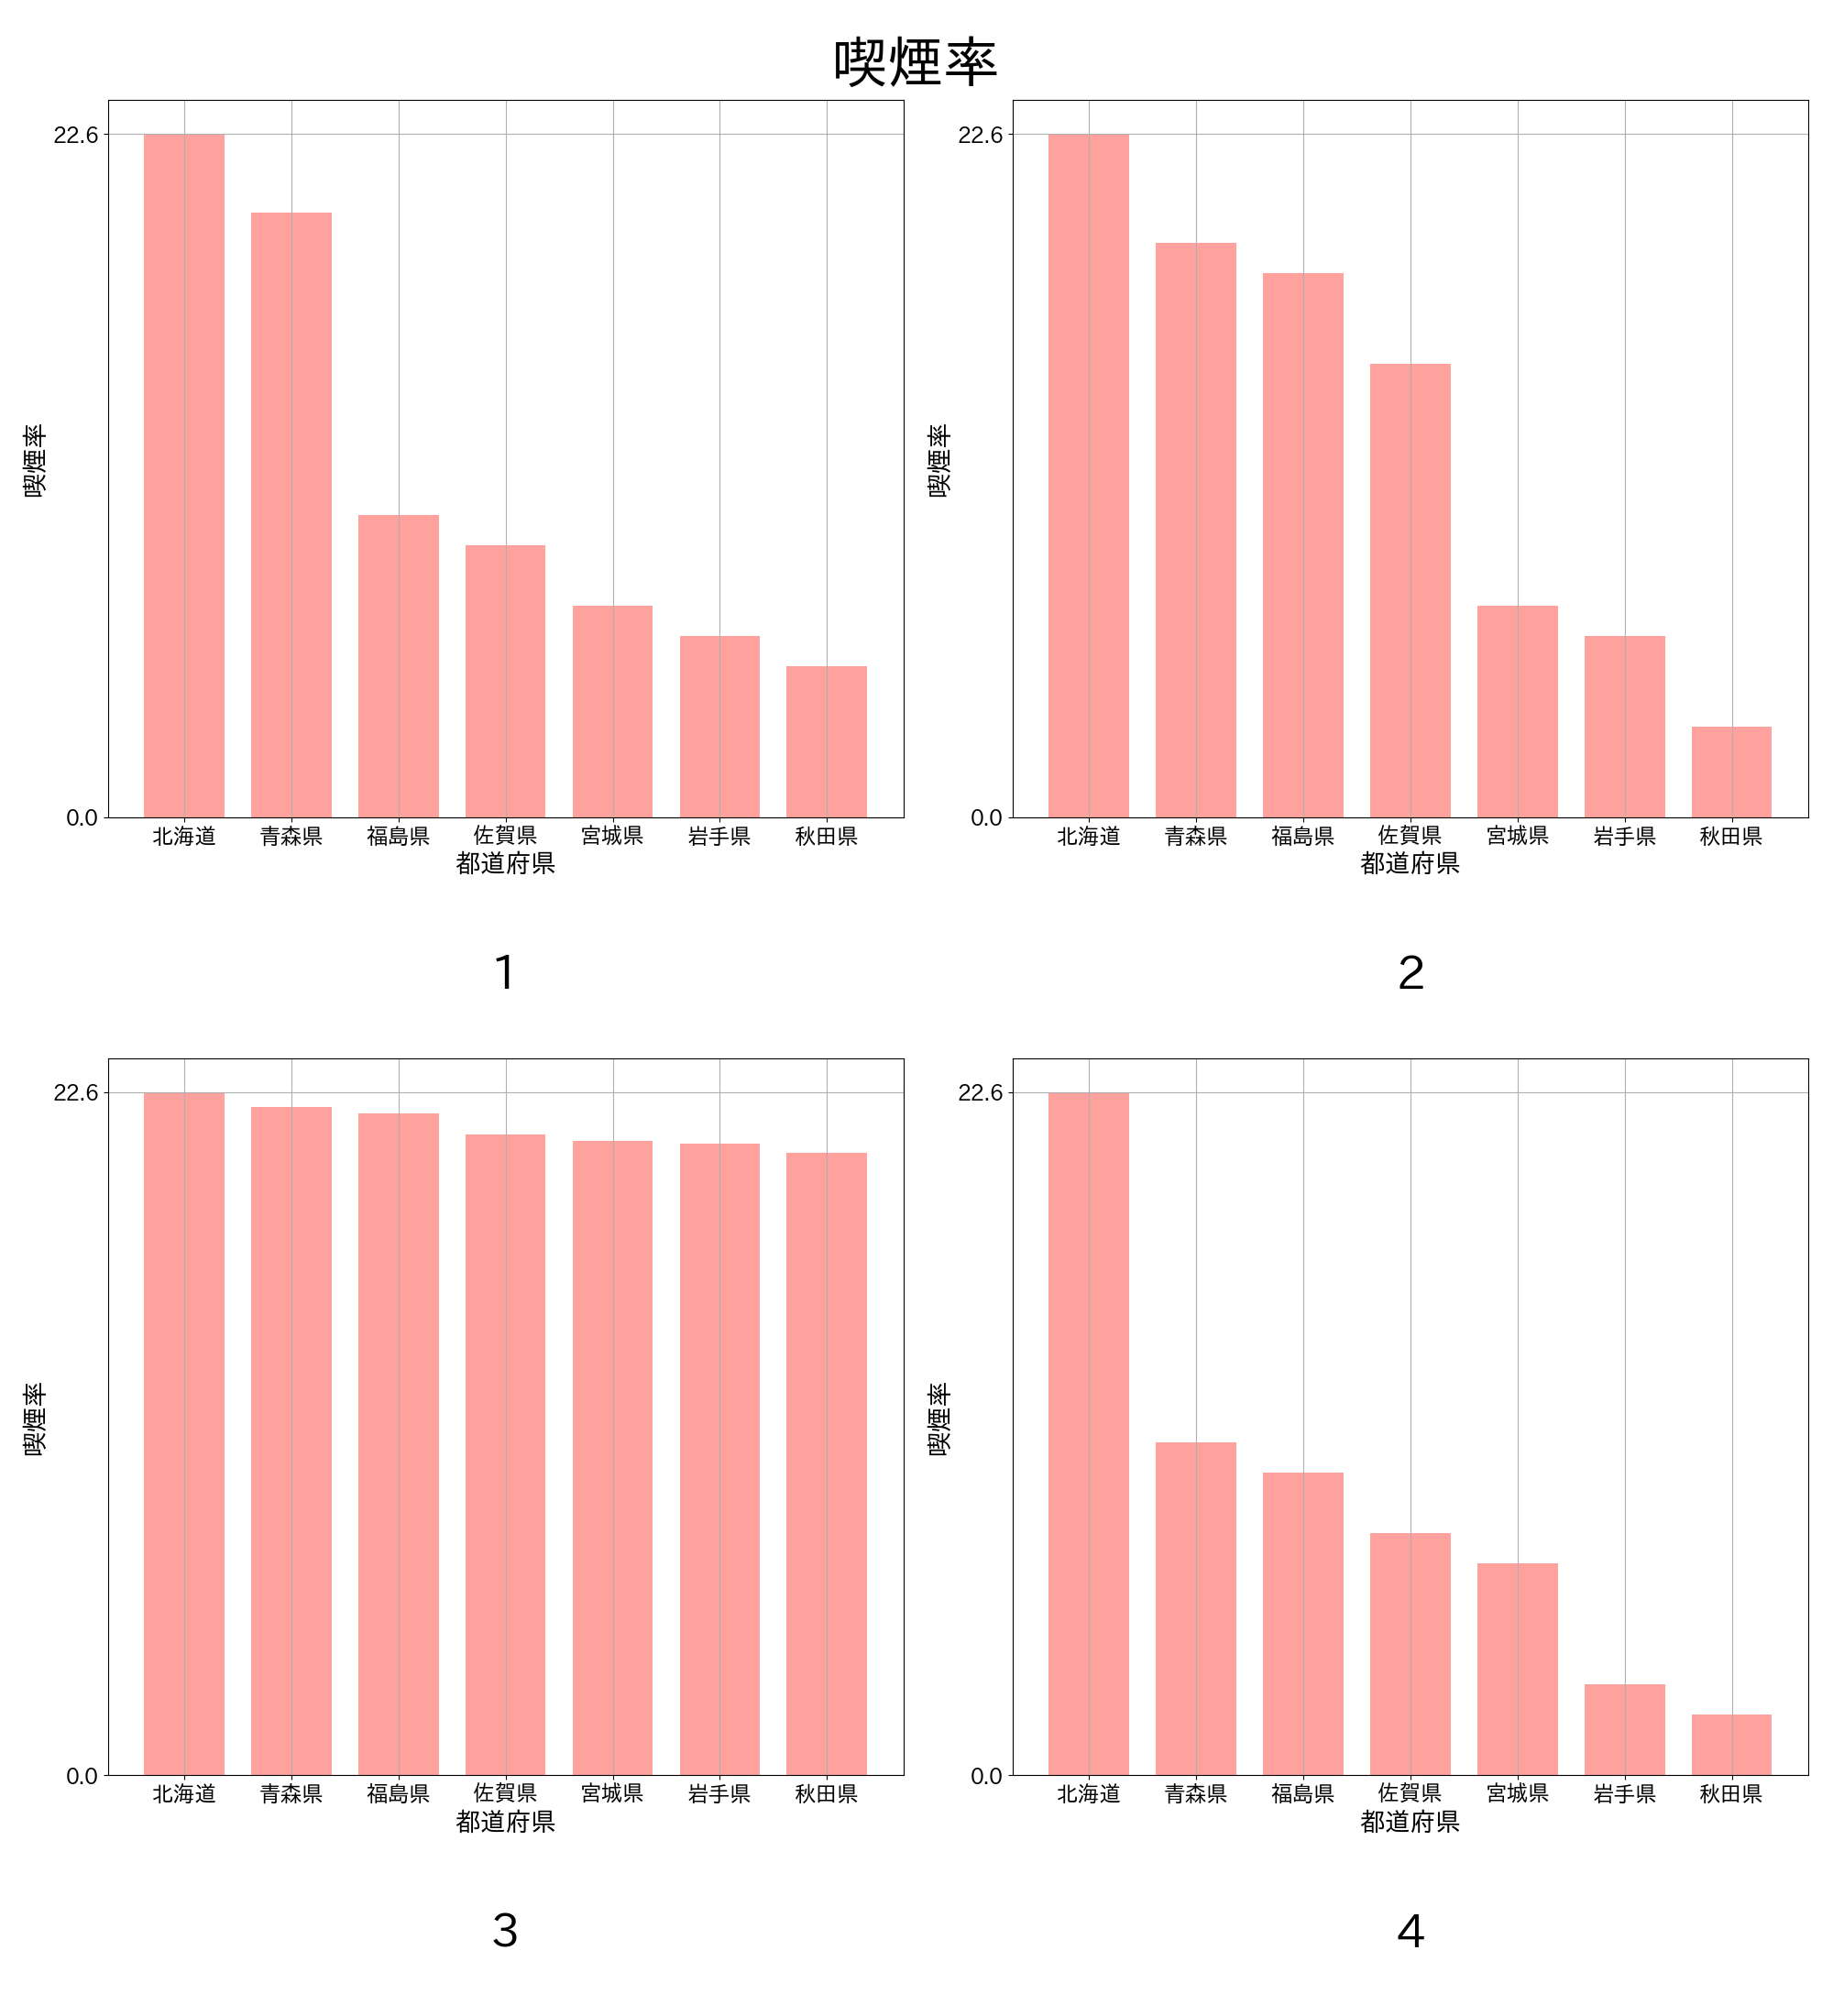 喫煙率
22.6
喫煙率
0.0
北海道 青森県 福島県 佐賀県 宮城県 岩手県 秋田県
都道府県
1
22.6
喫煙率
0.0
北海道 青森県 福島県 佐賀県 宮城県 岩手県 秋田県
都道府県
2
22.6
喫煙率
0.0
北海道 青森県 福島県 佐賀県 宮城県 岩手県 秋田県
都道府県
3
22.6
喫煙率
0.0
北海道 青森県 福島県 佐賀県 宮城県 岩手県 秋田県
都道府県
4